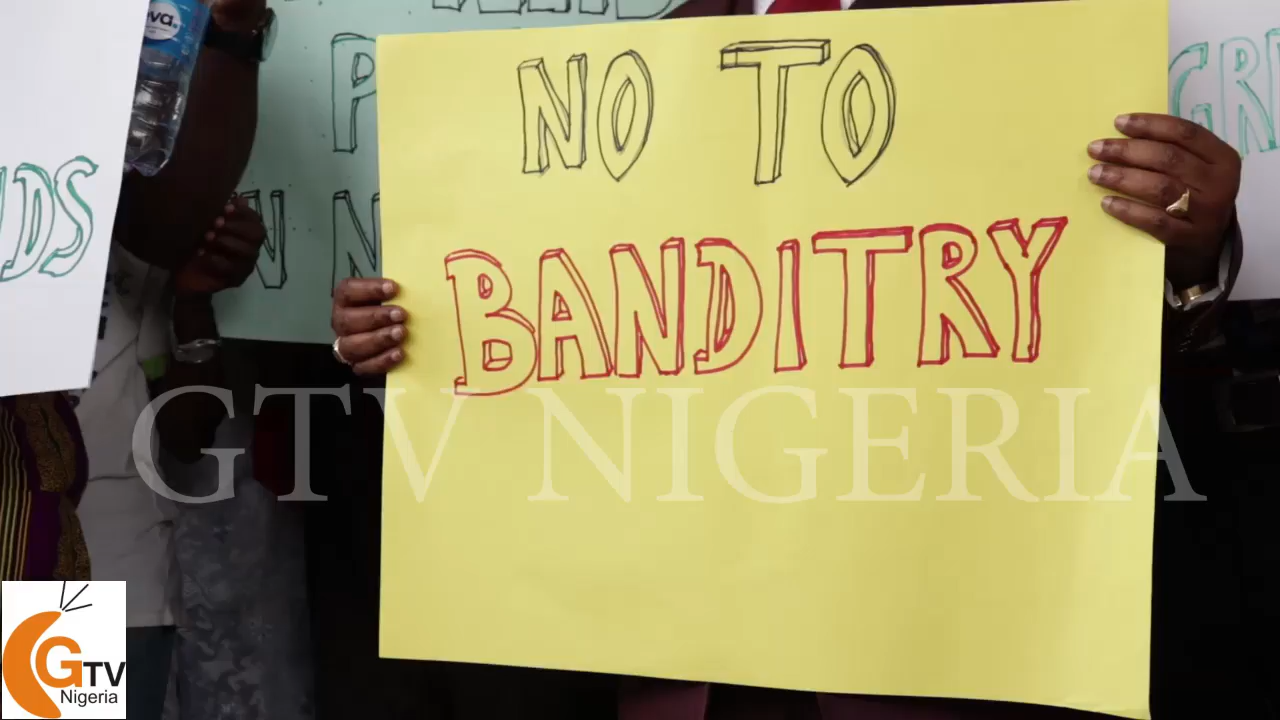 NO TO
BANDITRY
GTV NIGERIA
GTV
Nigeria